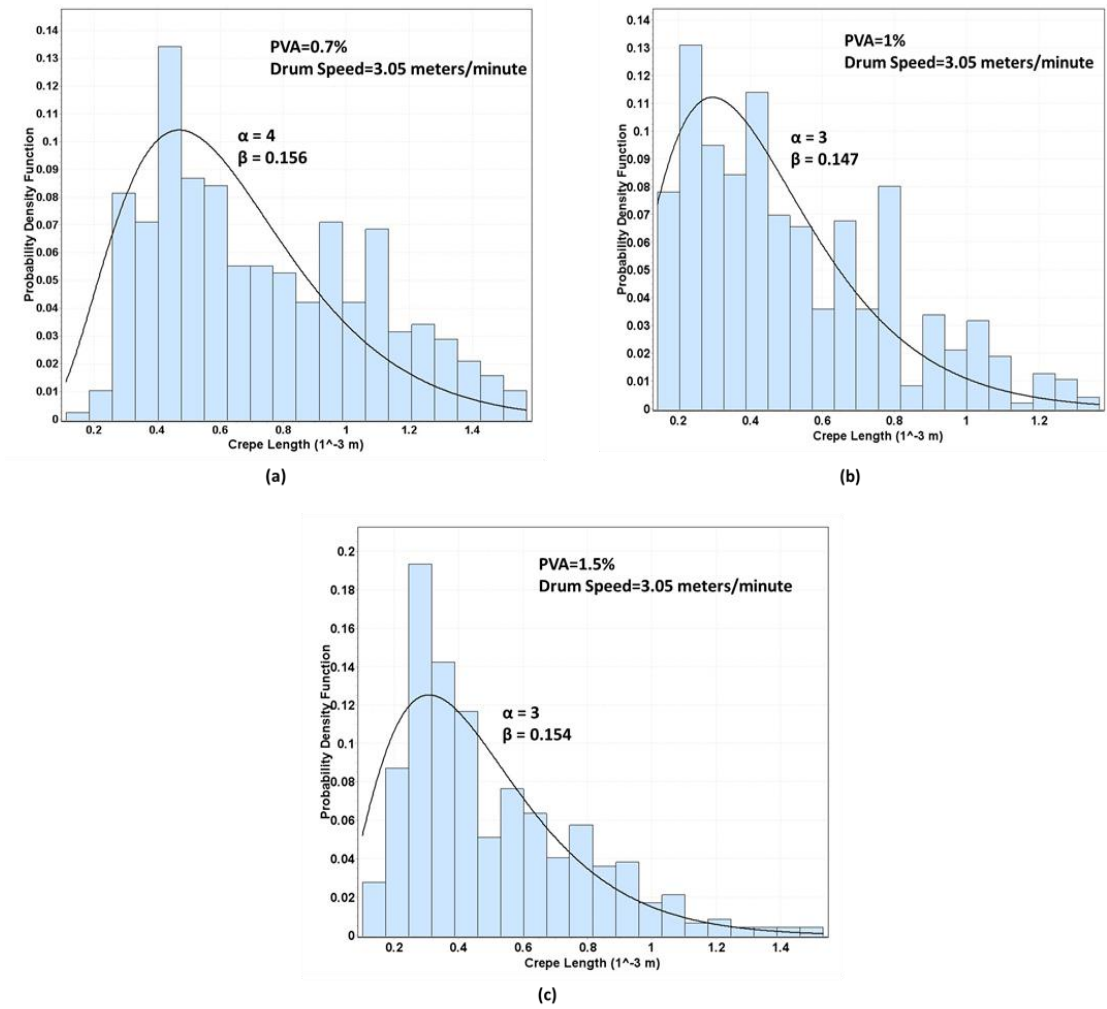 PVA=0.7%
Drum Speed=3.05 meters/minute
α = 4
β = 0.156
Probability Density Function
0.14
0.13
0.12
0.11
0.1
0.09
0.08
0.07
0.06
0.05
0.04
0.03
0.02
0.01
0
0.2 0.4 0.6 0.8 1 1.2 1.4
Crepe Length (1^-3 m)
(a)
PVA=1%
Drum Speed=3.05 meters/minute
α = 3
β = 0.147
Probability Density Function
0.14
0.13
0.12
0.11
0.1
0.09
0.08
0.07
0.06
0.05
0.04
0.03
0.02
0.01
0
0.2 0.4 0.6 0.8 1 1.2
Crepe Length (1^-3 m)
(b)
PVA=1.5%
Drum Speed=3.05 meters/minute
α = 3
β = 0.154
Probability Density Function
0.2
0.18
0.16
0.14
0.12
0.1
0.08
0.06
0.04
0.02
0
0.2 0.4 0.6 0.8 1 1.2 1.4
Crepe Length (1^-3 m)
(c)